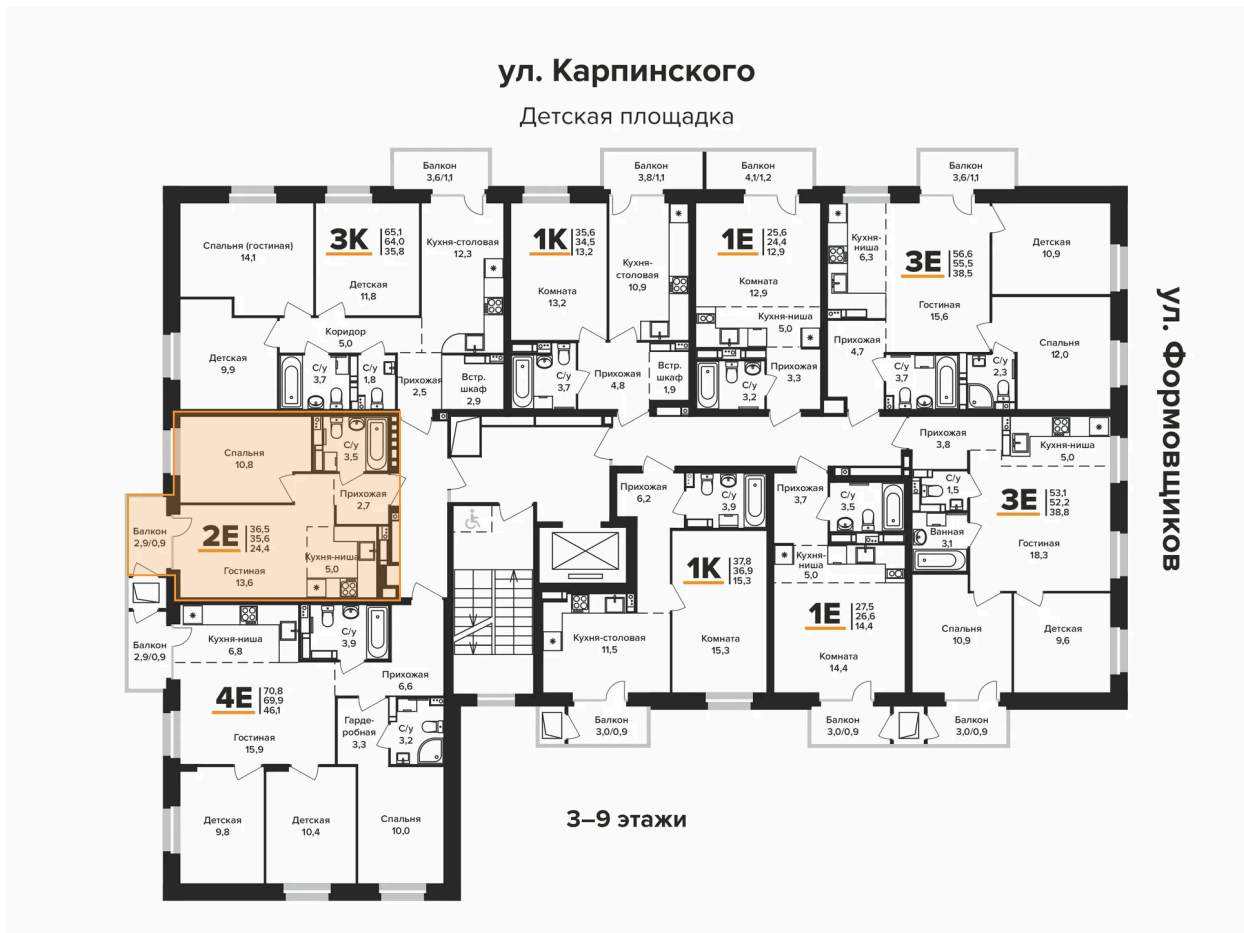 ул. Карпинского
Детская площадка
Балкон
3,6/1,1
Балкон
3,8/1,1
Балкон
4,1/1,2
Балкон
3,6/1,1
Спальня (гостиная)
14,1
3К
65,1
64,0
35,8
Детская
11,8
Кухня-столовая
12,3
1К
35,6
34,5
13,2
Комната
13,2
Кухня-
столовая
10,9
1Е
25,6
24,4
12,9
Комната
12,9
Кухня-ниша
5,0
Кухня-
ниша
6,3
3Е
56,6
55,5
38,5
Гостиная
15,6
Детская
10,9
Спальня
12,0
Коридор
5,0
Детская
9,9
С/у
3,7
С/у
1,8
Прихожая
2,5
Встр.
шкаф
2,9
С/у
3,7
Прихожая
4,8
Встр.
шкаф
1,9
С/у
3,2
Прихожая
3,3
Прихожая
4,7
С/у
3,7
С/у
2,3
ул. Формовщиков
Спальня
10,8
С/у
3,5
Прихожая
2,7
Балкон
2,9/0,9
2Е
36,5
35,6
24,4
Гостиная
13,6
Кухня-ниша
5,0
Прихожая
6,2
С/у
3,9
1К
37,8
36,9
15,3
Комната
15,3
Кухня-столовая
11,5
Прихожая
3,7
С/у
3,5
Кухня-
ниша
5,0
1Е
27,5
26,6
14,4
Комната
14,4
Прихожая
3,8
Кухня-ниша
5,0
С/у
1,5
Ванная
3,1
3Е
53,1
52,2
38,8
Гостиная
18,3
Спальня
10,9
Детская
9,6
Балкон
2,9/0,9
Кухня-ниша
6,8
С/у
3,9
Прихожая
6,6
4Е
70,8
69,9
46,1
Гостиная
15,9
Гарде-
робная
3,3
С/у
3,2
Балкон
3,0/0,9
Балкон
3,0/0,9
Балкон
3,0/0,9
Детская
9,8
Детская
10,4
Спальня
10,0
3–9 этажи